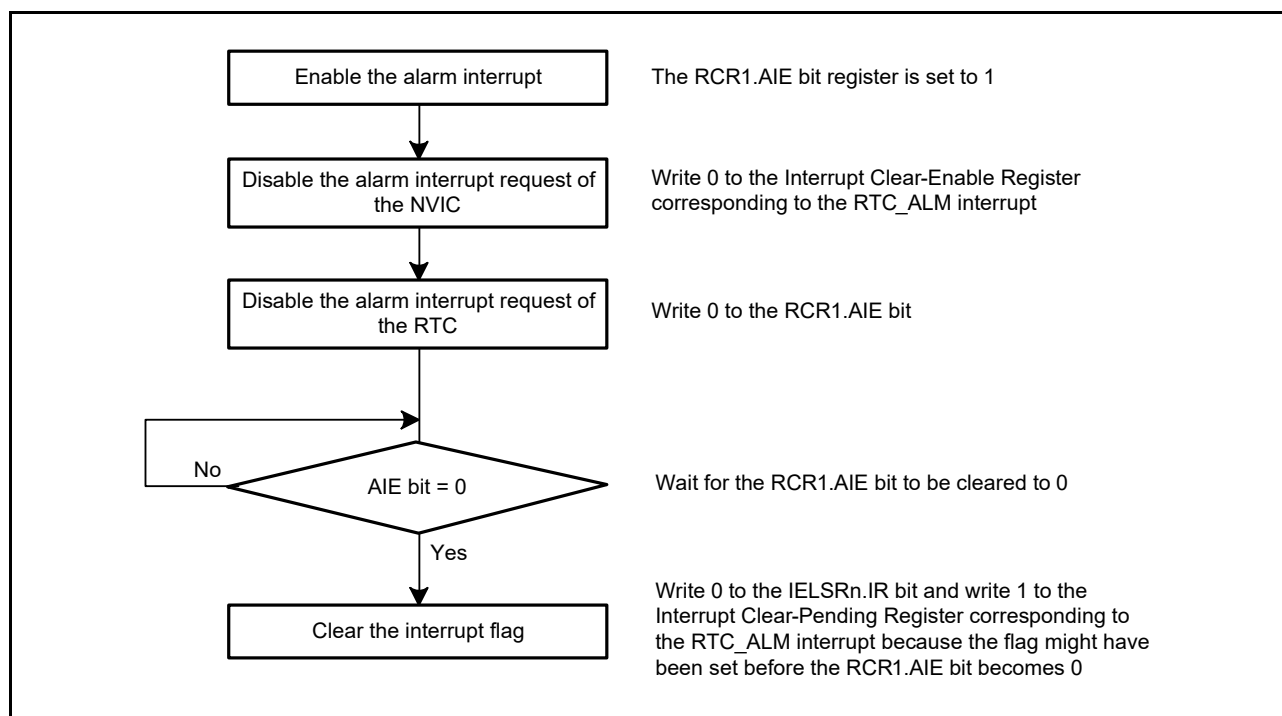 Enable the alarm interrupt
The RCR1.AIE bit register is set to 1
Disable the alarm interrupt request of
the NVIC
Write 0 to the Interrupt Clear-Enable Register
corresponding to the RTC_ALM interrupt
Disable the alarm interrupt request of
the RTC
Write 0 to the RCR1.AIE bit
No
AIE bit = 0
Wait for the RCR1.AIE bit to be cleared to 0
Yes
Clear the interrupt flag
Write 0 to the IELSRn.IR bit and write 1 to the
Interrupt Clear-Pending Register corresponding to
the RTC_ALM interrupt because the flag might have
been set before the RCR1.AIE bit becomes 0